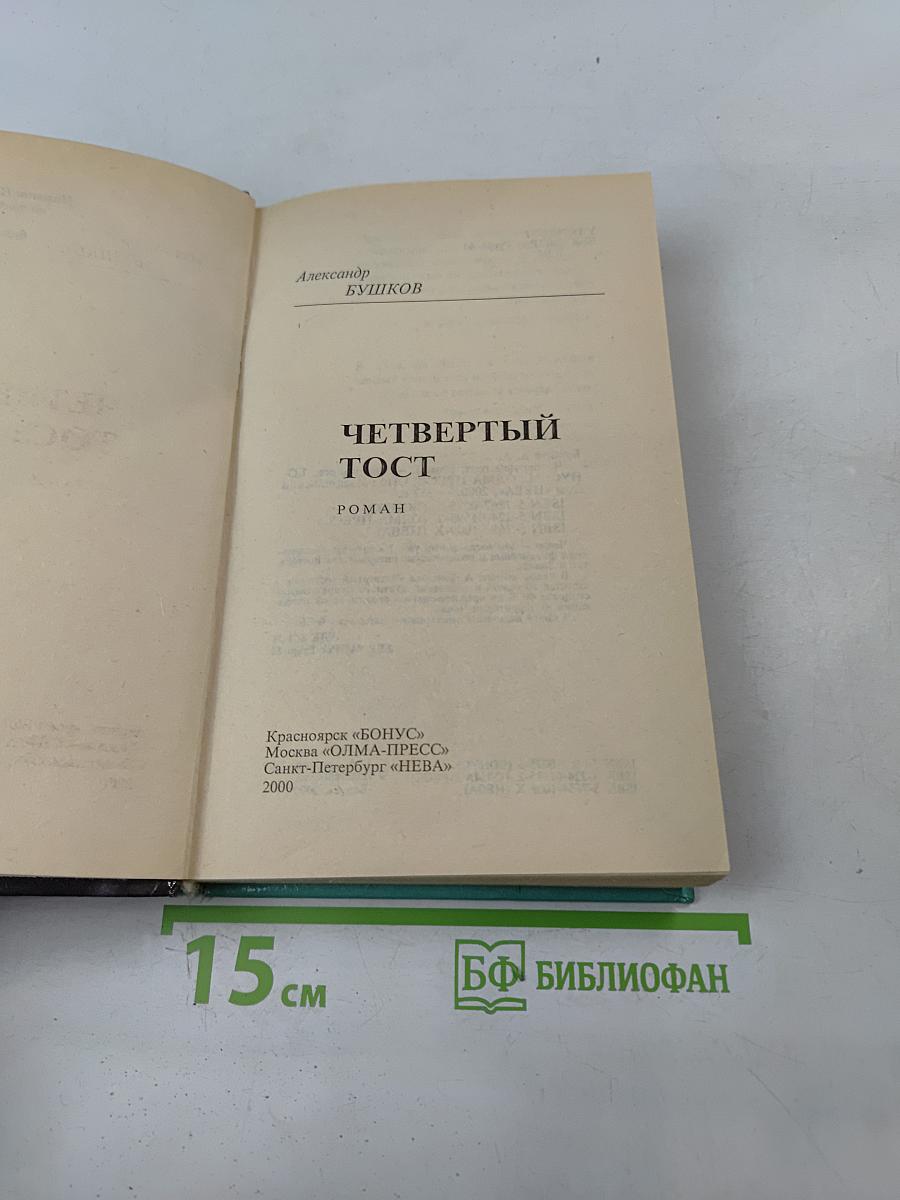 Александр
БУШКОВ
ЧЕТВЕРТЫЙ
ТОСТ
РОМАН
Красноярск «БОНУС»
Москва «ОЛМА-ПРЕСС»
Санкт-Петербург «НЕВА»
2000
15 см
БФ БИБЛИОФАН